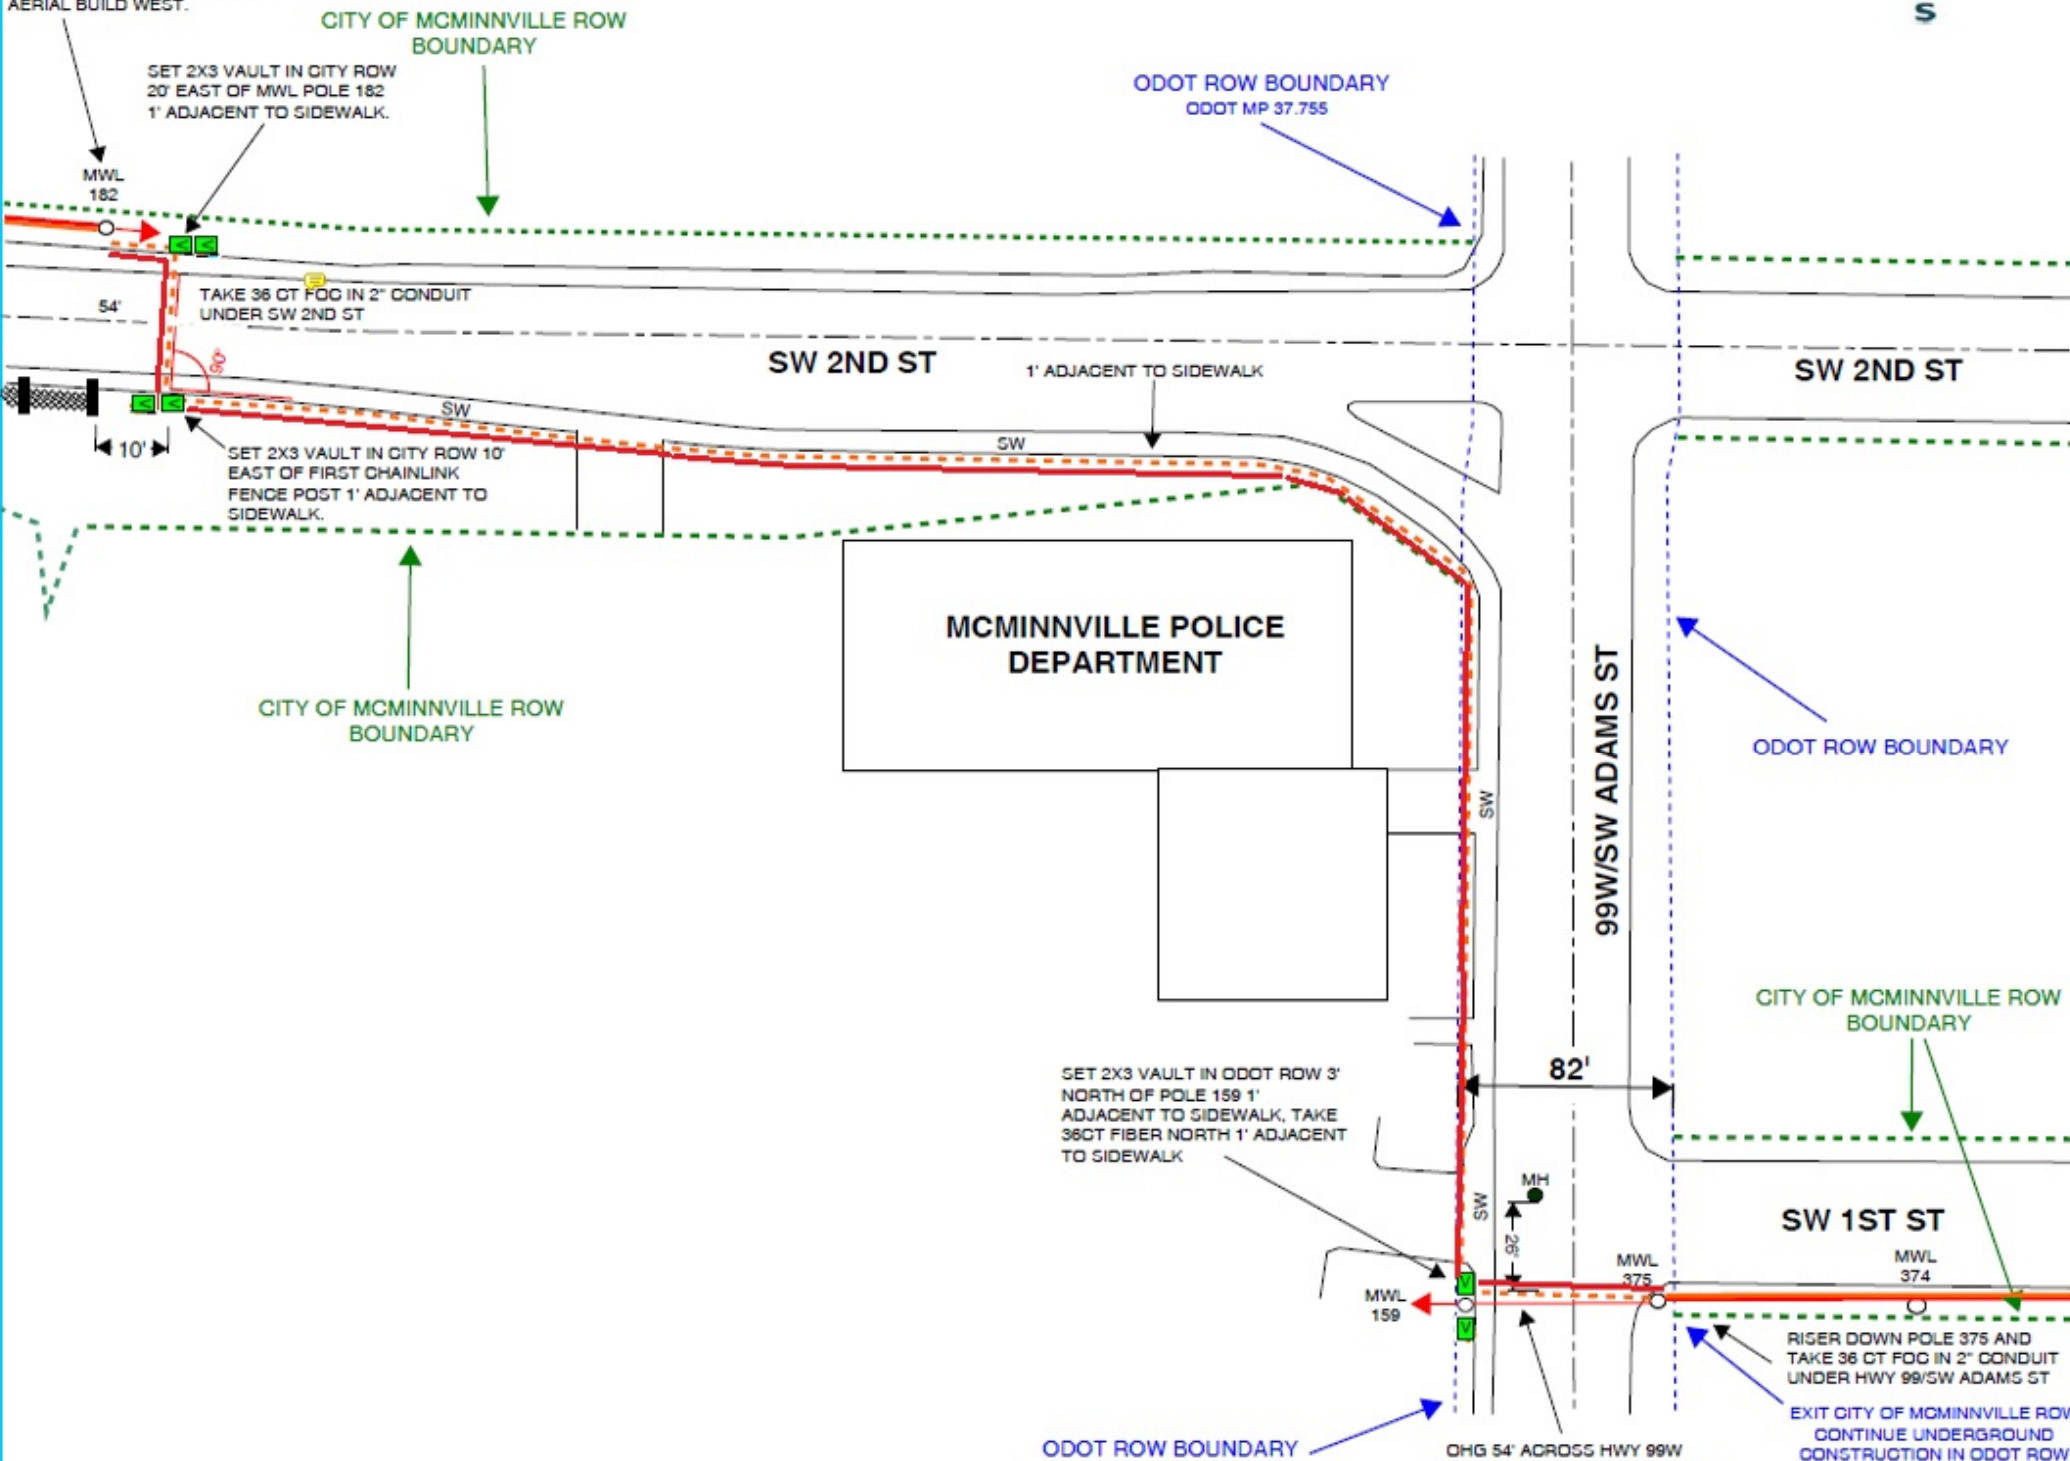 AERIAL BUILD WEST.
CITY OF MCMINNVILLE ROW
BOUNDARY
S
SET 2X3 VAULT IN CITY ROW
20' EAST OF MWL POLE 182
1' ADJACENT TO SIDEWALK.
ODOT ROW BOUNDARY
ODOT MP 37.755
MWL
182
V V
54'
TAKE 36 CT FOC IN 2" CONDUIT
UNDER SW 2ND ST
90°
SW 2ND ST
1' ADJACENT TO SIDEWALK
SW 2ND ST
V V
SW
SW
10'
SET 2X3 VAULT IN CITY ROW 10'
EAST OF FIRST CHAINLINK
FENCE POST 1' ADJACENT TO
SIDEWALK.
MCMINNVILLE POLICE
DEPARTMENT
CITY OF MCMINNVILLE ROW
BOUNDARY
99W/SW ADAMS ST
ODOT ROW BOUNDARY
SW
CITY OF MCMINNVILLE ROW
BOUNDARY
82'
SET 2X3 VAULT IN ODOT ROW 3'
NORTH OF POLE 159 1'
ADJACENT TO SIDEWALK, TAKE
36CT FIBER NORTH 1' ADJACENT
TO SIDEWALK
MH
SW
26'
SW 1ST ST
MWL
375
MWL
374
V
MWL
159
V
RISER DOWN POLE 375 AND
TAKE 36 CT FOC IN 2" CONDUIT
UNDER HWY 99/SW ADAMS ST
EXIT CITY OF MCMINNVILLE ROW
CONTINUE UNDERGROUND
CONSTRUCTION IN ODOT ROW
ODOT ROW BOUNDARY
OHG 54' ACROSS HWY 99W